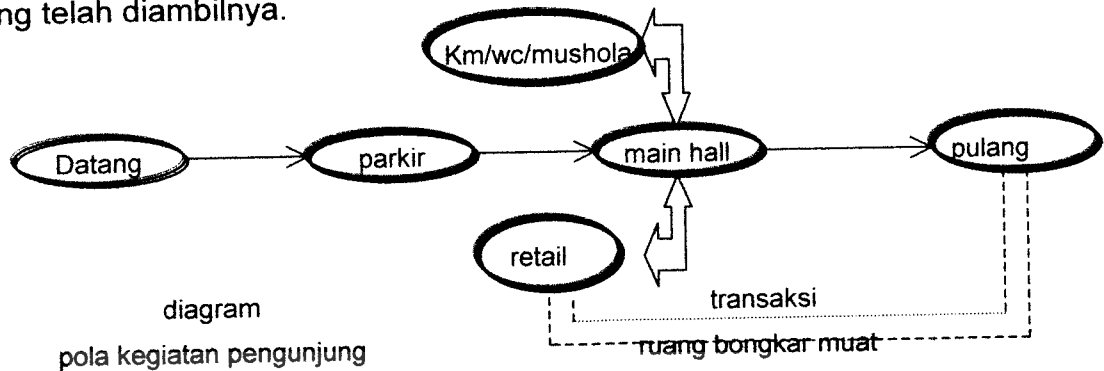 ng telah diambilnya.
Km/wc/mushola
Datang
parkir
main hall
pulang
retail
transaksi
ruang bongkar muat
diagram
pola kegiatan pengunjung